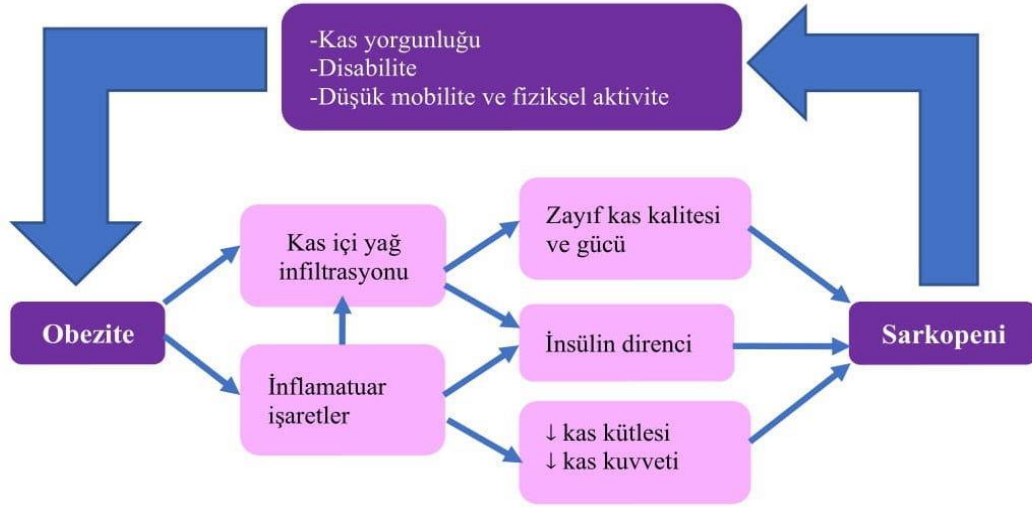 -Kas yorgunluğu
-Disabilite
-Düşük mobilite ve fiziksel aktivite
Zayıf kas kalitesi
ve gücü
Kas içi yağ
infiltrasyonu
Obezite
İnsülin direnci
Sarkopeni
İnflamatuar
işaretler
↓ kas kütlesi
↓ kas kuvveti